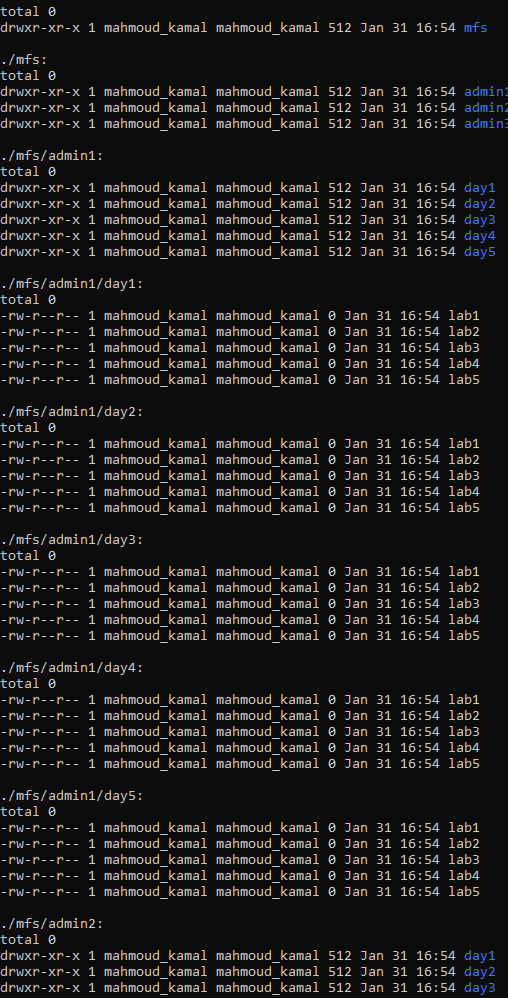 total 0
drwxr-xr-x 1 mahmoud_kamal mahmoud_kamal 512 Jan 31 16:54 mfs
./mfs:
total 0
drwxr-xr-x 1 mahmoud_kamal mahmoud_kamal 512 Jan 31 16:54 admin1
drwxr-xr-x 1 mahmoud_kamal mahmoud_kamal 512 Jan 31 16:54 admin2
drwxr-xr-x 1 mahmoud_kamal mahmoud_kamal 512 Jan 31 16:54 admin3
./mfs/admin1:
total 0
drwxr-xr-x 1 mahmoud_kamal mahmoud_kamal 512 Jan 31 16:54 day1
drwxr-xr-x 1 mahmoud_kamal mahmoud_kamal 512 Jan 31 16:54 day2
drwxr-xr-x 1 mahmoud_kamal mahmoud_kamal 512 Jan 31 16:54 day3
drwxr-xr-x 1 mahmoud_kamal mahmoud_kamal 512 Jan 31 16:54 day4
drwxr-xr-x 1 mahmoud_kamal mahmoud_kamal 512 Jan 31 16:54 day5
./mfs/admin1/day1:
total 0
-rw-r--r-- 1 mahmoud_kamal mahmoud_kamal 0 Jan 31 16:54 lab1
-rw-r--r-- 1 mahmoud_kamal mahmoud_kamal 0 Jan 31 16:54 lab2
-rw-r--r-- 1 mahmoud_kamal mahmoud_kamal 0 Jan 31 16:54 lab3
-rw-r--r-- 1 mahmoud_kamal mahmoud_kamal 0 Jan 31 16:54 lab4
-rw-r--r-- 1 mahmoud_kamal mahmoud_kamal 0 Jan 31 16:54 lab5
./mfs/admin1/day2:
total 0
-rw-r--r-- 1 mahmoud_kamal mahmoud_kamal 0 Jan 31 16:54 lab1
-rw-r--r-- 1 mahmoud_kamal mahmoud_kamal 0 Jan 31 16:54 lab2
-rw-r--r-- 1 mahmoud_kamal mahmoud_kamal 0 Jan 31 16:54 lab3
-rw-r--r-- 1 mahmoud_kamal mahmoud_kamal 0 Jan 31 16:54 lab4
-rw-r--r-- 1 mahmoud_kamal mahmoud_kamal 0 Jan 31 16:54 lab5
./mfs/admin1/day3:
total 0
-rw-r--r-- 1 mahmoud_kamal mahmoud_kamal 0 Jan 31 16:54 lab1
-rw-r--r-- 1 mahmoud_kamal mahmoud_kamal 0 Jan 31 16:54 lab2
-rw-r--r-- 1 mahmoud_kamal mahmoud_kamal 0 Jan 31 16:54 lab3
-rw-r--r-- 1 mahmoud_kamal mahmoud_kamal 0 Jan 31 16:54 lab4
-rw-r--r-- 1 mahmoud_kamal mahmoud_kamal 0 Jan 31 16:54 lab5
./mfs/admin1/day4:
total 0
-rw-r--r-- 1 mahmoud_kamal mahmoud_kamal 0 Jan 31 16:54 lab1
-rw-r--r-- 1 mahmoud_kamal mahmoud_kamal 0 Jan 31 16:54 lab2
-rw-r--r-- 1 mahmoud_kamal mahmoud_kamal 0 Jan 31 16:54 lab3
-rw-r--r-- 1 mahmoud_kamal mahmoud_kamal 0 Jan 31 16:54 lab4
-rw-r--r-- 1 mahmoud_kamal mahmoud_kamal 0 Jan 31 16:54 lab5
./mfs/admin1/day5:
total 0
-rw-r--r-- 1 mahmoud_kamal mahmoud_kamal 0 Jan 31 16:54 lab1
-rw-r--r-- 1 mahmoud_kamal mahmoud_kamal 0 Jan 31 16:54 lab2
-rw-r--r-- 1 mahmoud_kamal mahmoud_kamal 0 Jan 31 16:54 lab3
-rw-r--r-- 1 mahmoud_kamal mahmoud_kamal 0 Jan 31 16:54 lab4
-rw-r--r-- 1 mahmoud_kamal mahmoud_kamal 0 Jan 31 16:54 lab5
./mfs/admin2:
total 0
drwxr-xr-x 1 mahmoud_kamal mahmoud_kamal 512 Jan 31 16:54 day1
drwxr-xr-x 1 mahmoud_kamal mahmoud_kamal 512 Jan 31 16:54 day2
drwxr-xr-x 1 mahmoud_kamal mahmoud_kamal 512 Jan 31 16:54 day3